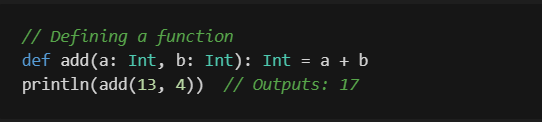 // Defining a function
def add(a: Int, b: Int): Int = a + b
println(add(13, 4))  // Outputs: 17